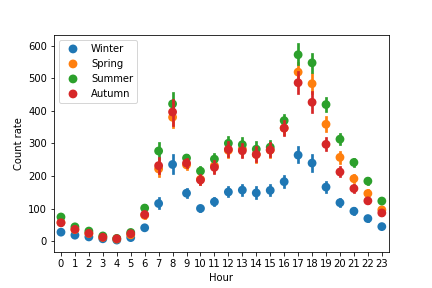 Winter
Spring
Summer
Autumn
Count rate
600
500
400
300
200
100
0
0 1 2 3 4 5 6 7 8 9 10 11 12 13 14 15 16 17 18 19 20 21 22 23
Hour